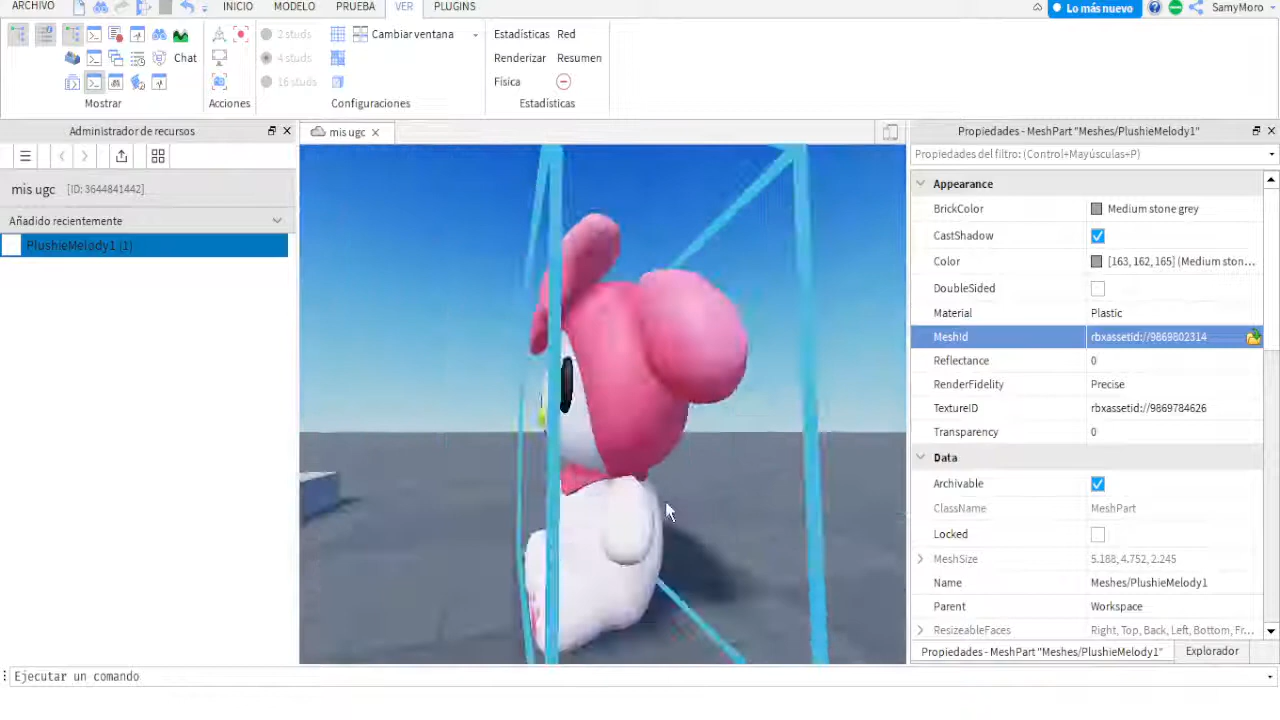 ARCHIVO INICIO MODELO PRUEBA VER PLUGINS Lo más nuevo SamyMoro
2 studs Cambiar ventana Estadísticas Red
Chat 4 studs Renderizar Resumen
16 studs Física
Mostrar Acciones Configuraciones Estadísticas
Administrador de recursos
mis ugc
Propiedades - MeshPart "Meshes/PlushieMelody1"
Propiedades del filtro: (Control+Mayúsculas+P)
mis ugc [ID: 3644841442]
Añadido recientemente
PlushieMelody1 (1)
Appearance
BrickColor Medium stone grey
CastShadow
Color [163, 162, 165] (Medium ston...
DoubleSided
Material Plastic
MeshId rbxassetid://9869802314
Reflectance 0
RenderFidelity Precise
TextureID rbxassetid://9869784626
Transparency 0
Data
Archivable
ClassName MeshPart
Locked
MeshSize 5.188, 4.752, 2.245
Name Meshes/PlushieMelody1
Parent Workspace
ResizeableFaces Right, Top, Back, Left, Bottom, Fr...
Propiedades - MeshPart "Meshes/PlushieMelody1" Explorador
Ejecutar un comando